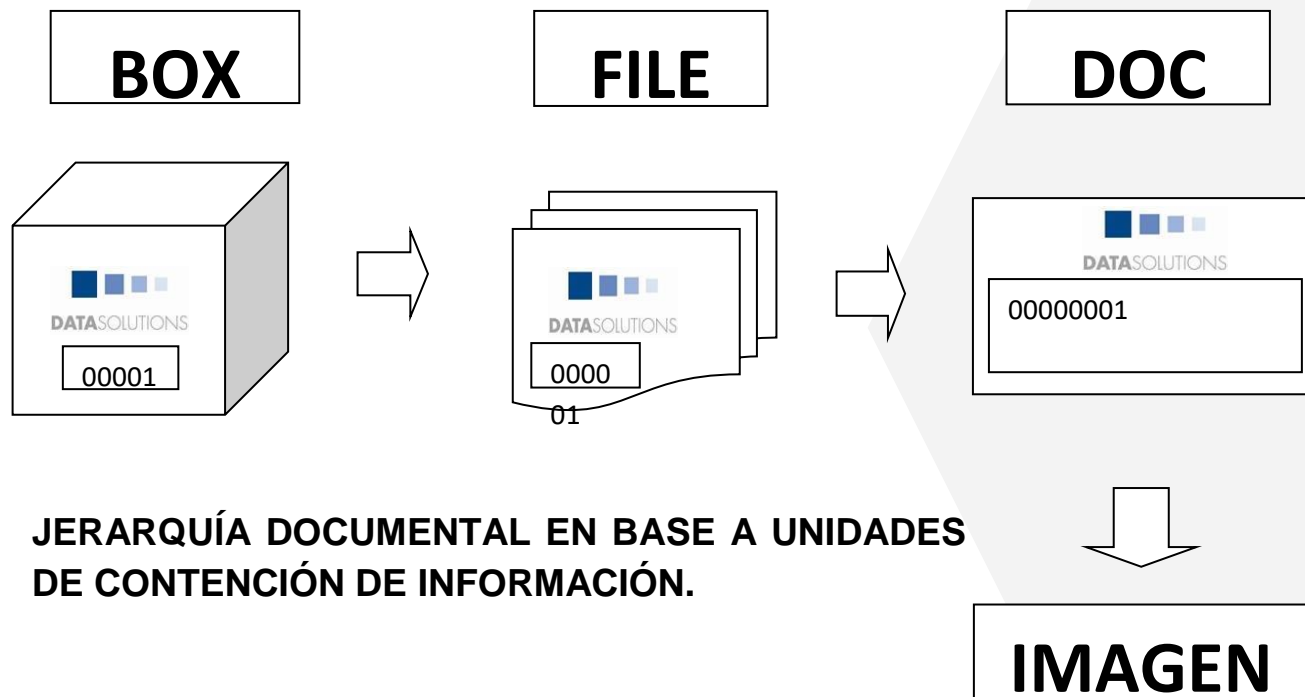 BOX
FILE
DOC
DATASOLUTIONS
00001
DATASOLUTIONS
0000
01
DATASOLUTIONS
00000001
JERARQUÍA DOCUMENTAL EN BASE A UNIDADES
DE CONTENCIÓN DE INFORMACIÓN.
IMAGEN